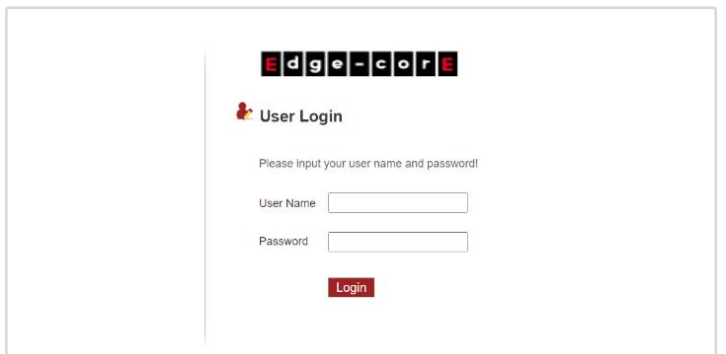 Edge-corE
User Login
Please input your user name and password!
User Name
Password
Login